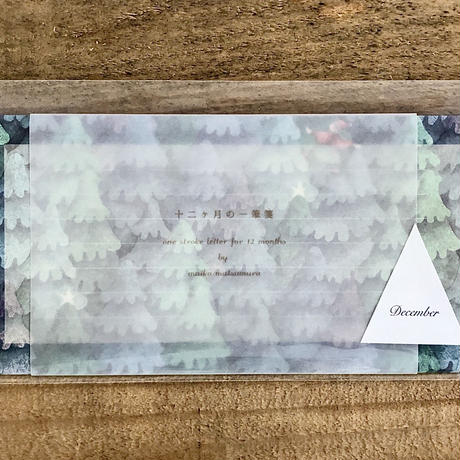 十二ヶ月の一筆箋
one stroke letter for 12 months
by
maiko matsumura
December